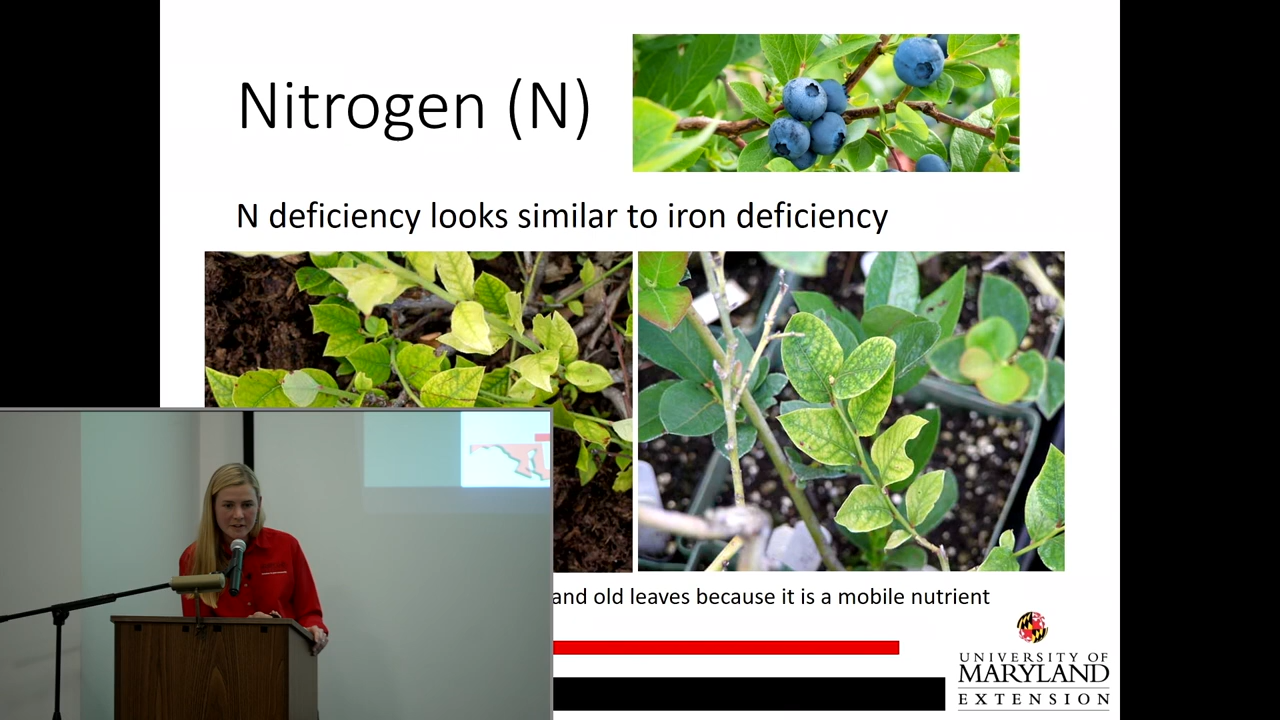 Nitrogen (N)
N deficiency looks similar to iron deficiency
and old leaves because it is a mobile nutrient
UNIVERSITY OF
MARYLAND
EXTENSION